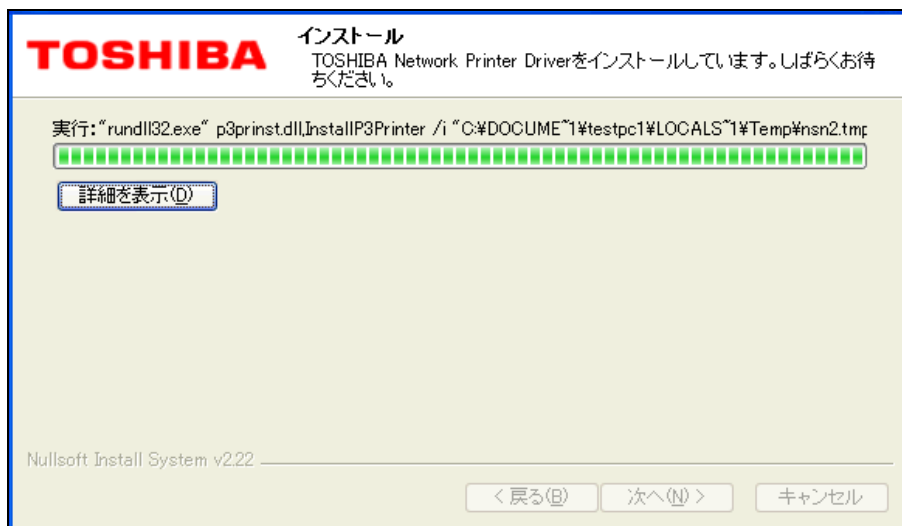 TOSHIBA
インストール
TOSHIBA Network Printer Driverをインストールしています。しばらくお待
ちください。
実行:"rundll32.exe" p3prinst.dll,InstallP3Printer /i "C:¥DOCUME~1¥testpc1¥LOCALS~1¥Temp¥nsn2.tmp
詳細を表示(D)
Nullsoft Install System v2.22
< 戻る(B) 次へ(N) > キャンセル